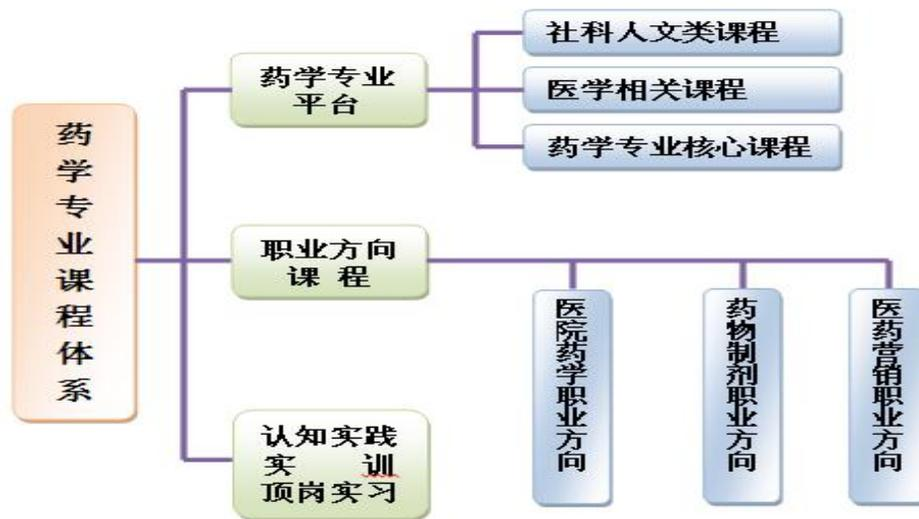 药学专业课程体系
药学专业
平台
社科人文类课程
医学相关课程
药学专业核心课程
职业方向
课 程
医院药学职业方向
药物制剂职业方向
医药营销职业方向
认知实践
实 训
顶岗实习